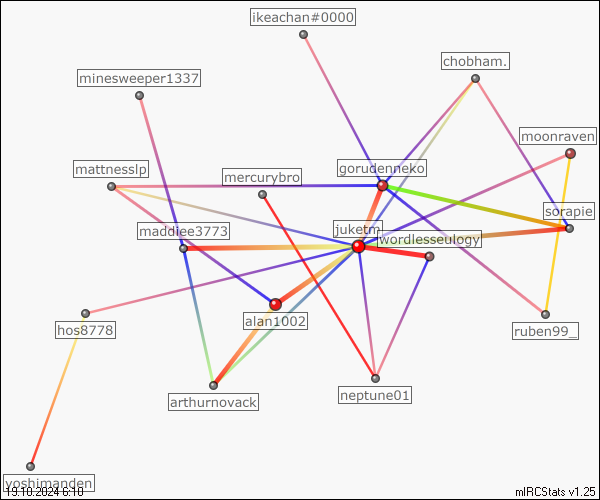 ikeachan#0000
chobham.
minesweeper1337
moonraven
mattnesslp
gorudenneko
mercurybro
sorapie
maddiee3773
juketm
wordlesseulogy
alan1002
hos8778
ruben99_
arthurnovack
neptune01
yoshimanden
19.10.2024 6:10
mIRCStats v1.25